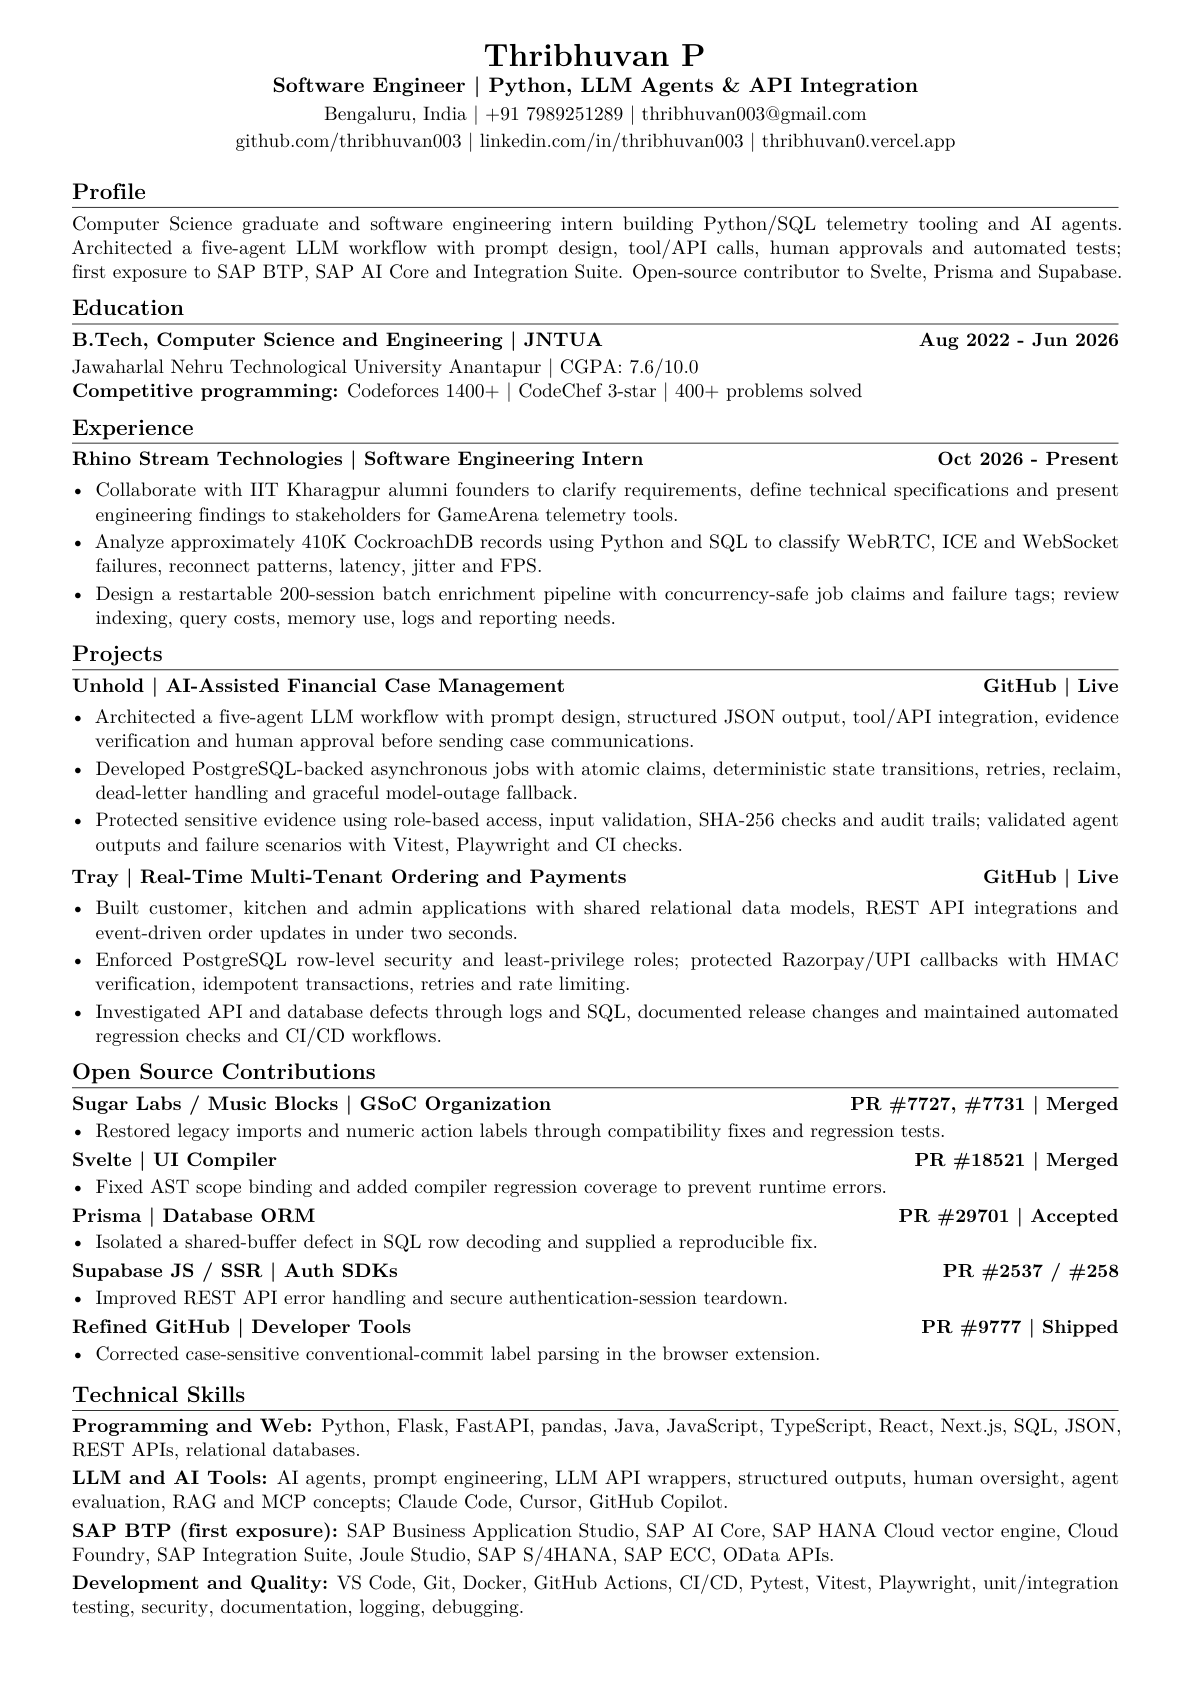 Thribhuvan P
Software Engineer | Python, LLM Agents & API Integration
Bengaluru, India | +91 7989251289 | thribhuvan003@gmail.com
github.com/thribhuvan003 | linkedin.com/in/thribhuvan003 | thribhuvan0.vercel.app
Profile
Computer Science graduate and software engineering intern building Python/SQL telemetry tooling and AI agents.
Architected a five-agent LLM workflow with prompt design, tool/API calls, human approvals and automated tests;
first exposure to SAP BTP, SAP AI Core and Integration Suite. Open-source contributor to Svelte, Prisma and Supabase.
Education
B.Tech, Computer Science and Engineering | JNTUA Aug 2022 - Jun 2026
Jawaharlal Nehru Technological University Anantapur | CGPA: 7.6/10.0
Competitive programming: Codeforces 1400+ | CodeChef 3-star | 400+ problems solved
Experience
Rhino Stream Technologies | Software Engineering Intern Oct 2026 - Present
• Collaborate with IIT Kharagpur alumni founders to clarify requirements, define technical specifications and present
engineering findings to stakeholders for GameArena telemetry tools.
• Analyze approximately 410K CockroachDB records using Python and SQL to classify WebRTC, ICE and WebSocket
failures, reconnect patterns, latency, jitter and FPS.
• Design a restartable 200-session batch enrichment pipeline with concurrency-safe job claims and failure tags; review
indexing, query costs, memory use, logs and reporting needs.
Projects
Unhold | AI-Assisted Financial Case Management GitHub | Live
• Architected a five-agent LLM workflow with prompt design, structured JSON output, tool/API integration, evidence
verification and human approval before sending case communications.
• Developed PostgreSQL-backed asynchronous jobs with atomic claims, deterministic state transitions, retries, reclaim,
dead-letter handling and graceful model-outage fallback.
• Protected sensitive evidence using role-based access, input validation, SHA-256 checks and audit trails; validated agent
outputs and failure scenarios with Vitest, Playwright and CI checks.
Tray | Real-Time Multi-Tenant Ordering and Payments GitHub | Live
• Built customer, kitchen and admin applications with shared relational data models, REST API integrations and
event-driven order updates in under two seconds.
• Enforced PostgreSQL row-level security and least-privilege roles; protected Razorpay/UPI callbacks with HMAC
verification, idempotent transactions, retries and rate limiting.
• Investigated API and database defects through logs and SQL, documented release changes and maintained automated
regression checks and CI/CD workflows.
Open Source Contributions
Sugar Labs / Music Blocks | GSoC Organization PR #7727, #7731 | Merged
• Restored legacy imports and numeric action labels through compatibility fixes and regression tests.
Svelte | UI Compiler PR #18521 | Merged
• Fixed AST scope binding and added compiler regression coverage to prevent runtime errors.
Prisma | Database ORM PR #29701 | Accepted
• Isolated a shared-buffer defect in SQL row decoding and supplied a reproducible fix.
Supabase JS / SSR | Auth SDKs PR #2537 / #258
• Improved REST API error handling and secure authentication-session teardown.
Refined GitHub | Developer Tools PR #9777 | Shipped
• Corrected case-sensitive conventional-commit label parsing in the browser extension.
Technical Skills
Programming and Web: Python, Flask, FastAPI, pandas, Java, JavaScript, TypeScript, React, Next.js, SQL, JSON,
REST APIs, relational databases.
LLM and AI Tools: AI agents, prompt engineering, LLM API wrappers, structured outputs, human oversight, agent
evaluation, RAG and MCP concepts; Claude Code, Cursor, GitHub Copilot.
SAP BTP (first exposure): SAP Business Application Studio, SAP AI Core, SAP HANA Cloud vector engine, Cloud
Foundry, SAP Integration Suite, Joule Studio, SAP S/4HANA, SAP ECC, OData APIs.
Development and Quality: VS Code, Git, Docker, GitHub Actions, CI/CD, Pytest, Vitest, Playwright, unit/integration
testing, security, documentation, logging, debugging.